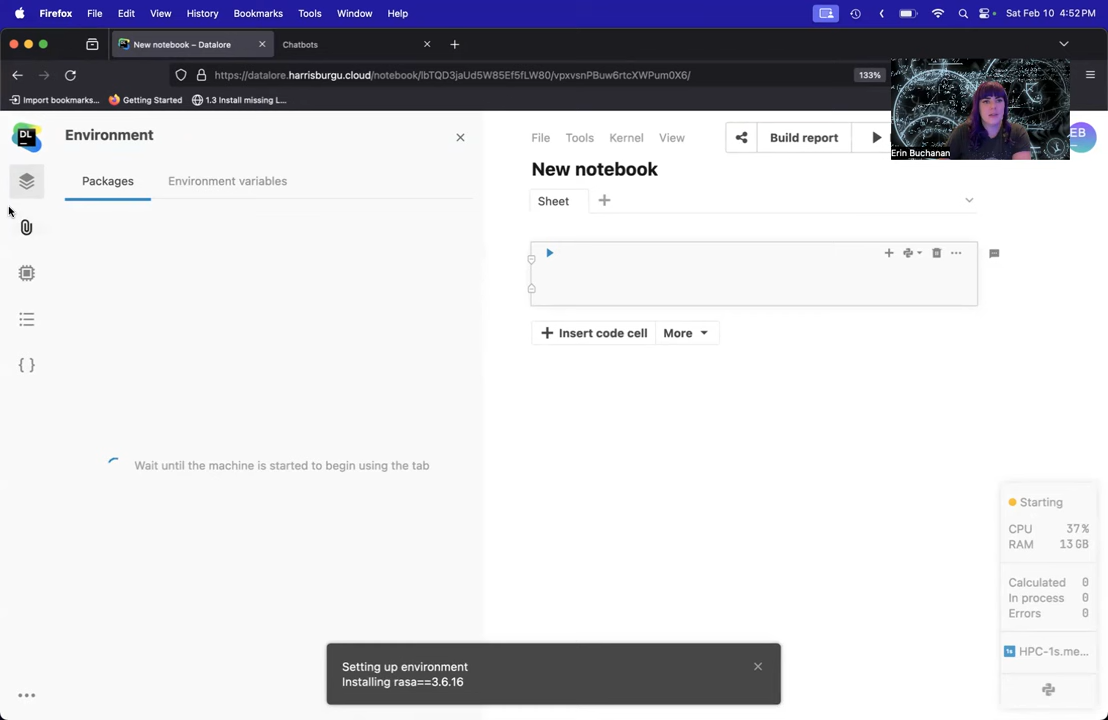 Firefox File Edit View History Bookmarks Tools Window Help Sat Feb 10 4:52 PM
New notebook – Datalore Chatbots
https://datalore.harrisburgu.cloud/notebook/lbTQD3jaUd5W85Ef5fLW80/vpxvsnPBuw6rtcXWPum0X6/ 133%
Import bookmarks... Getting Started 1.3 Install missing L...
DL
Environment
Packages Environment variables
Wait until the machine is started to begin using the tab
File Tools Kernel View
Build report
EB
Erin Buchanan
New notebook
Sheet
Insert code cell More
Starting
CPU 37%
RAM 13 GB
Calculated 0
In process 0
Errors 0
1s HPC-1s.me...
Setting up environment
Installing rasa==3.6.16